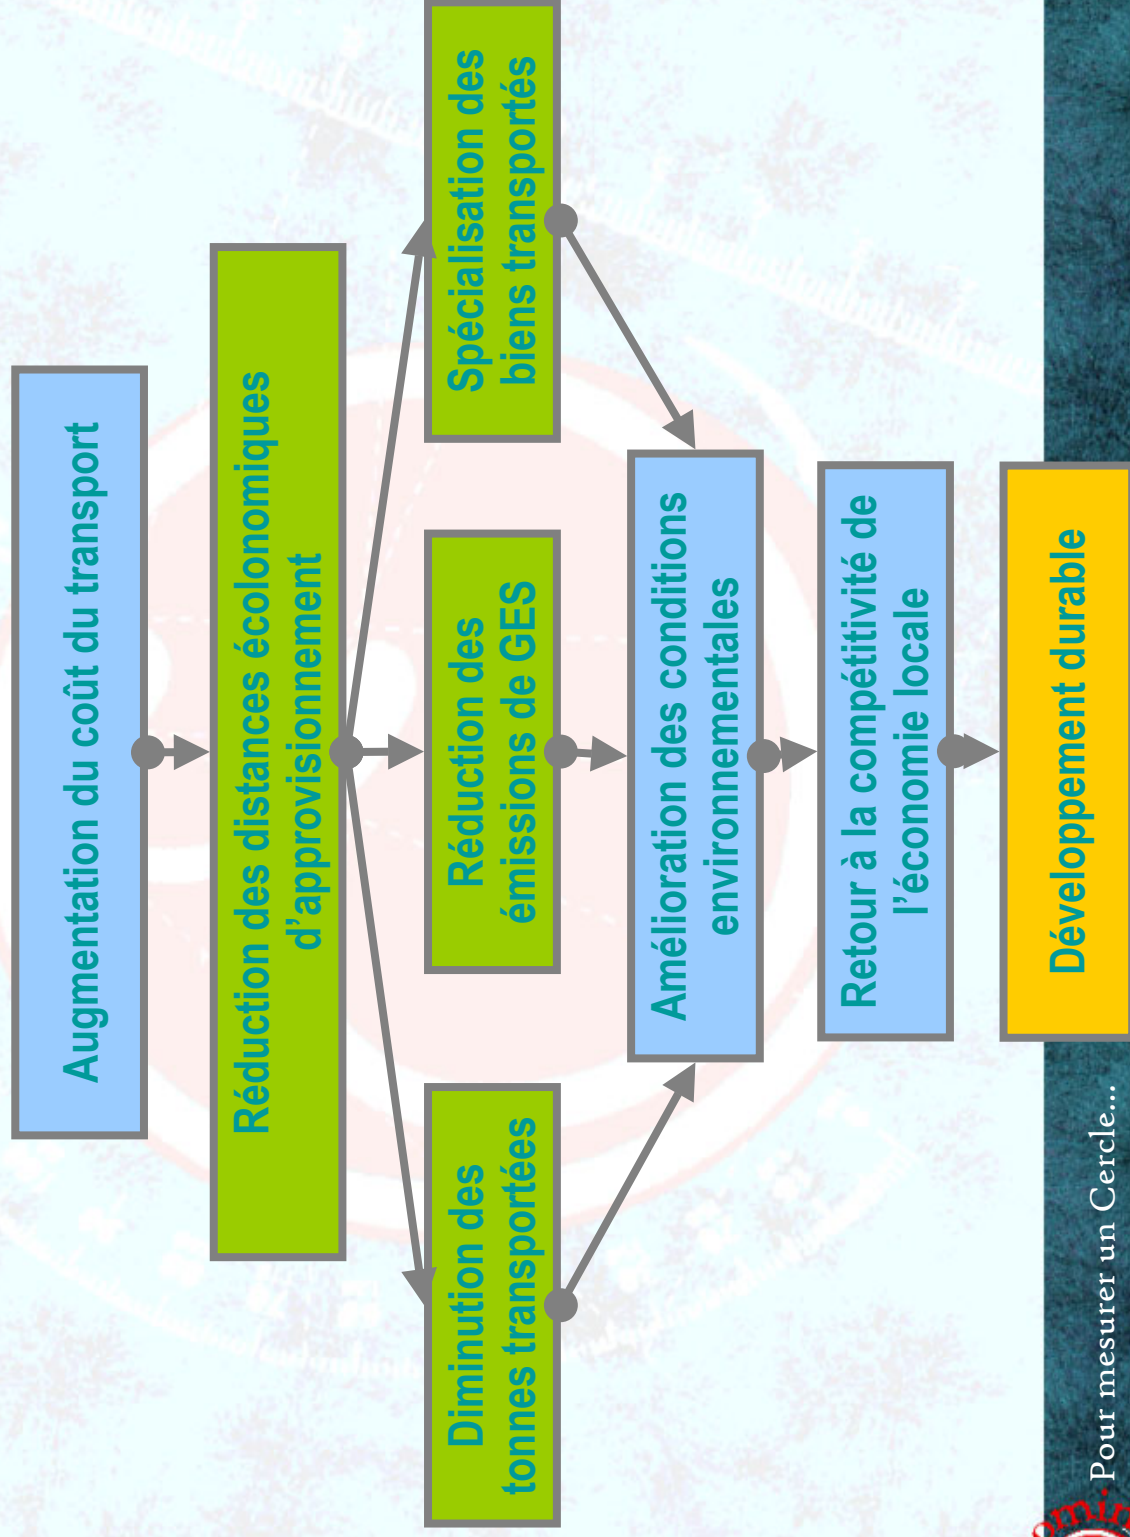 Augmentation du coût du transport
Réduction des distances écolonomiques
d'approvisionnement
Diminution des
tonnes transportées
Réduction des
émissions de GES
Spécialisation des
biens transportés
Amélioration des conditions
environnementales
Retour à la compétitivité de
l'économie locale
Développement durable
Pour mesurer un Cercle...